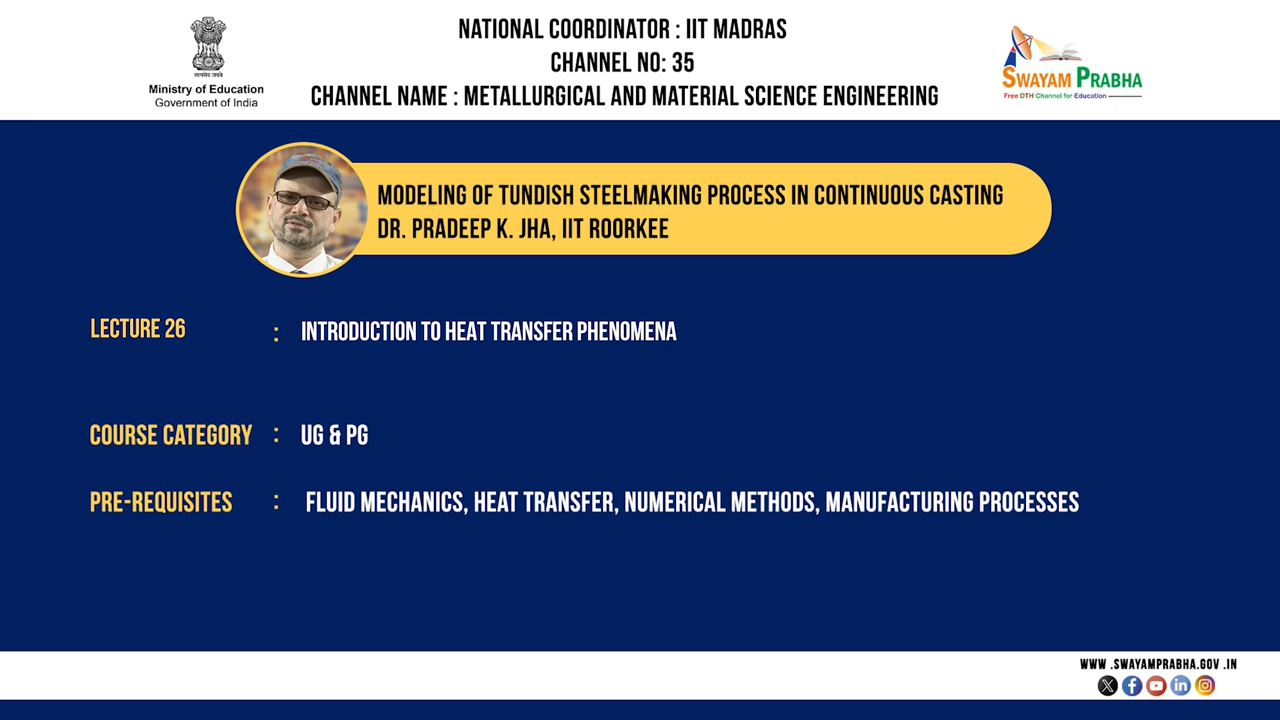 NATIONAL COORDINATOR : IIT MADRAS
CHANNEL NO: 35
CHANNEL NAME : METALLURGICAL AND MATERIAL SCIENCE ENGINEERING
सत्यमेव जयते
Ministry of Education
Government of India
SWAYAM PRABHA
Free DTH Channel for Education
MODELING OF TUNDISH STEELMAKING PROCESS IN CONTINUOUS CASTING
DR. PRADEEP K. JHA, IIT ROORKEE
LECTURE 26 : INTRODUCTION TO HEAT TRANSFER PHENOMENA
COURSE CATEGORY : UG & PG
PRE-REQUISITES : FLUID MECHANICS, HEAT TRANSFER, NUMERICAL METHODS, MANUFACTURING PROCESSES
WWW .SWAYAMPRABHA.GOV .IN